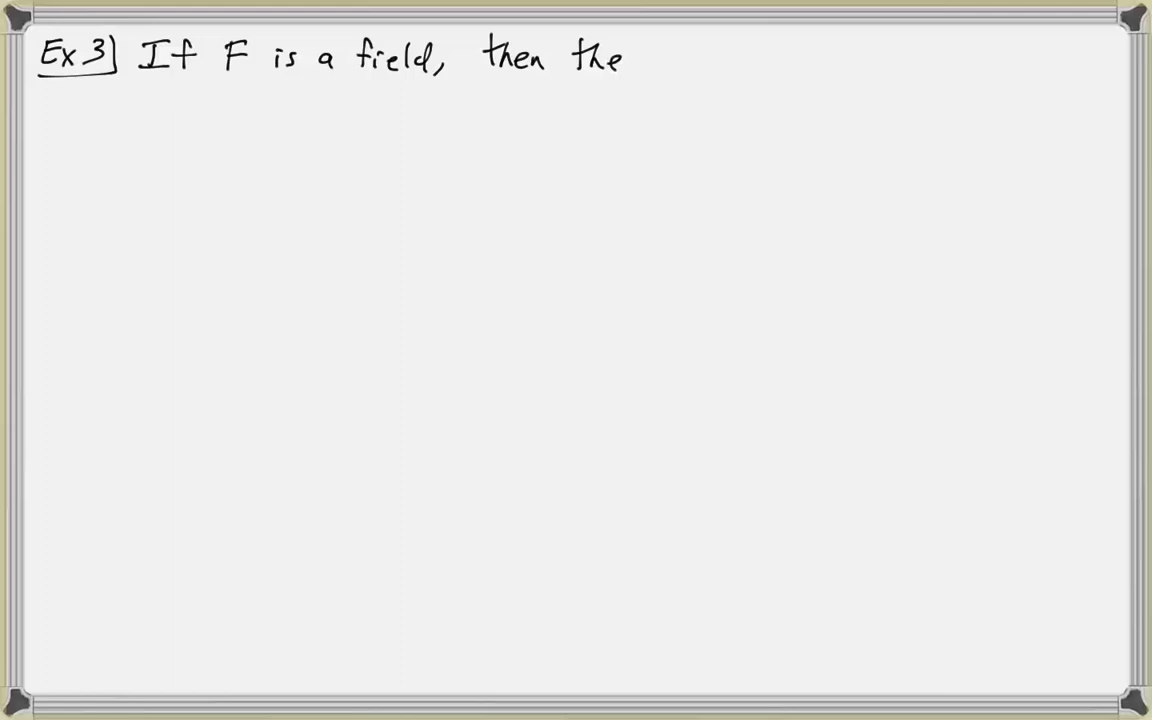 Ex 3] If F is a field, then the